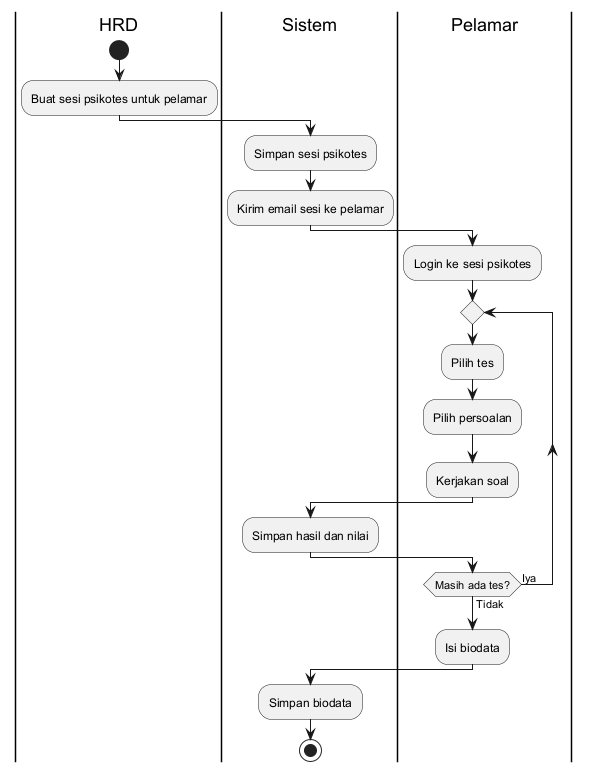 HRD
Sistem
Pelamar
Buat sesi psikotes untuk pelamar
Simpan sesi psikotes
Kirim email sesi ke pelamar
Login ke sesi psikotes
Pilih tes
Pilih persoalan
Kerjakan soal
Simpan hasil dan nilai
Masih ada tes?
Iya
Tidak
Isi biodata
Simpan biodata